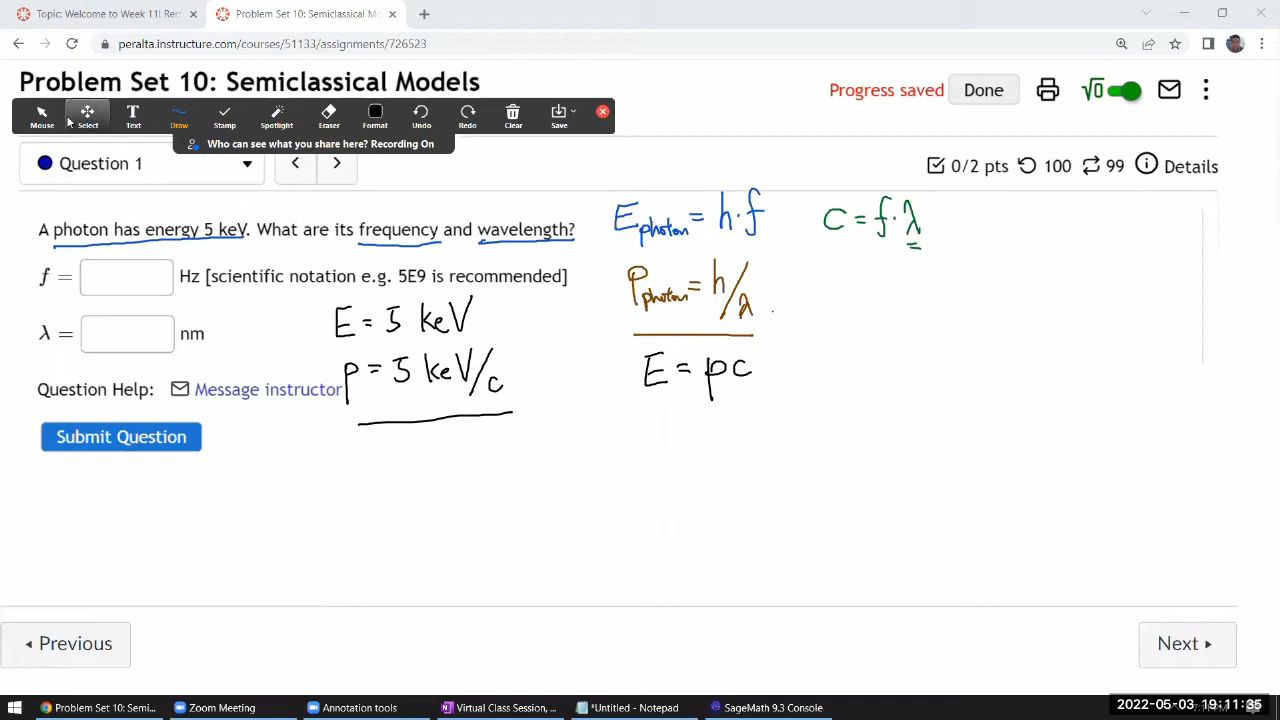 Topic: Welcome to Week 11! Rem
Problem Set 10: Semiclassical M
peralta.instructure.com/courses/51133/assignments/726523
Problem Set 10: Semiclassical Models
Progress saved
Done
√0
Mouse
Select
Text
Draw
Stamp
Spotlight
Eraser
Format
Undo
Redo
Clear
Save
Who can see what you share here? Recording On
Question 1
0/2 pts
100
99
Details
A photon has energy 5 keV. What are its frequency and wavelength?
f =
Hz [scientific notation e.g. 5E9 is recommended]
λ =
nm
E photon = h·f
c = f·λ
P photon = h/λ
E = 5 keV
p = 5 keV/c
E = pc
Question Help:
Message instructor
Submit Question
Previous
Next
Problem Set 10: Semi...
Zoom Meeting
Annotation tools
Virtual Class Session, ...
*Untitled - Notepad
SageMath 9.3 Console
2022-05-03 19:11:35